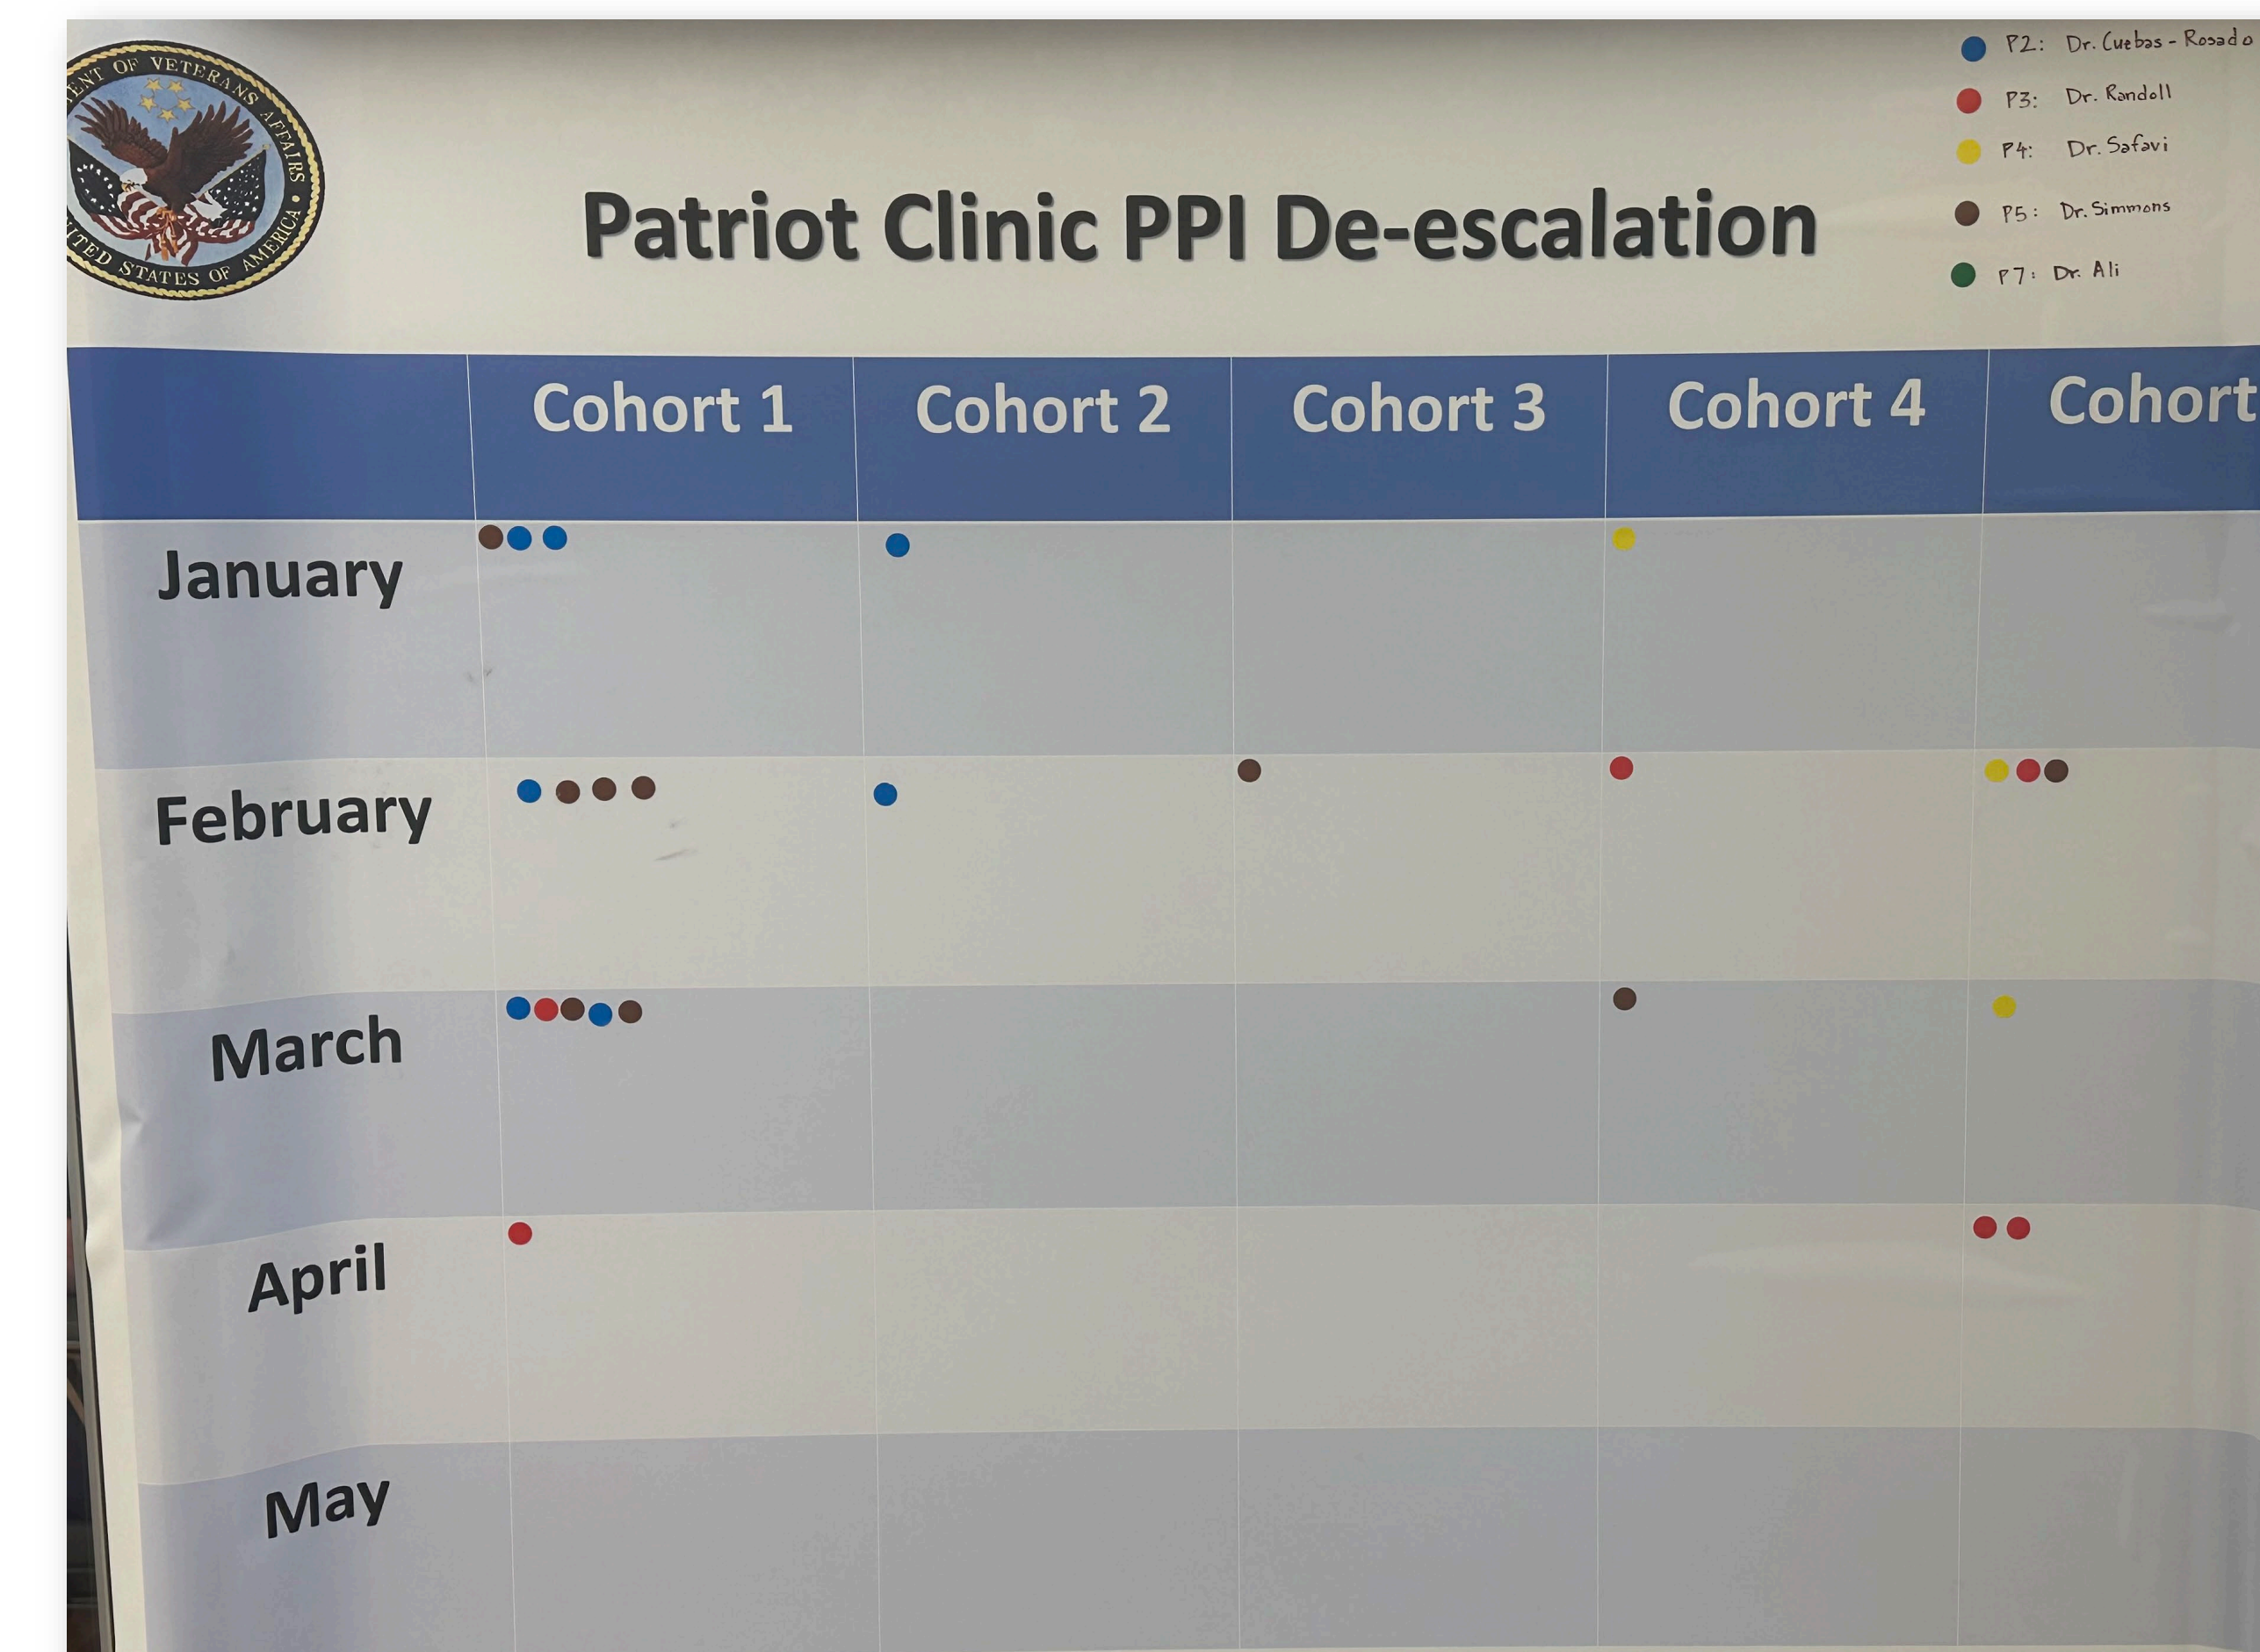 ENT OF VETERANS AFFAIRS
ITED STATES OF AMERICA
P2: Dr. Cuebas - Rosado
P3: Dr. Randoll
P4: Dr. Safavi
P5: Dr. Simmons
P7: Dr. Ali
Patriot Clinic PPI De-escalation
Cohort 1 Cohort 2 Cohort 3 Cohort 4 Cohort
January
February
March
April
May